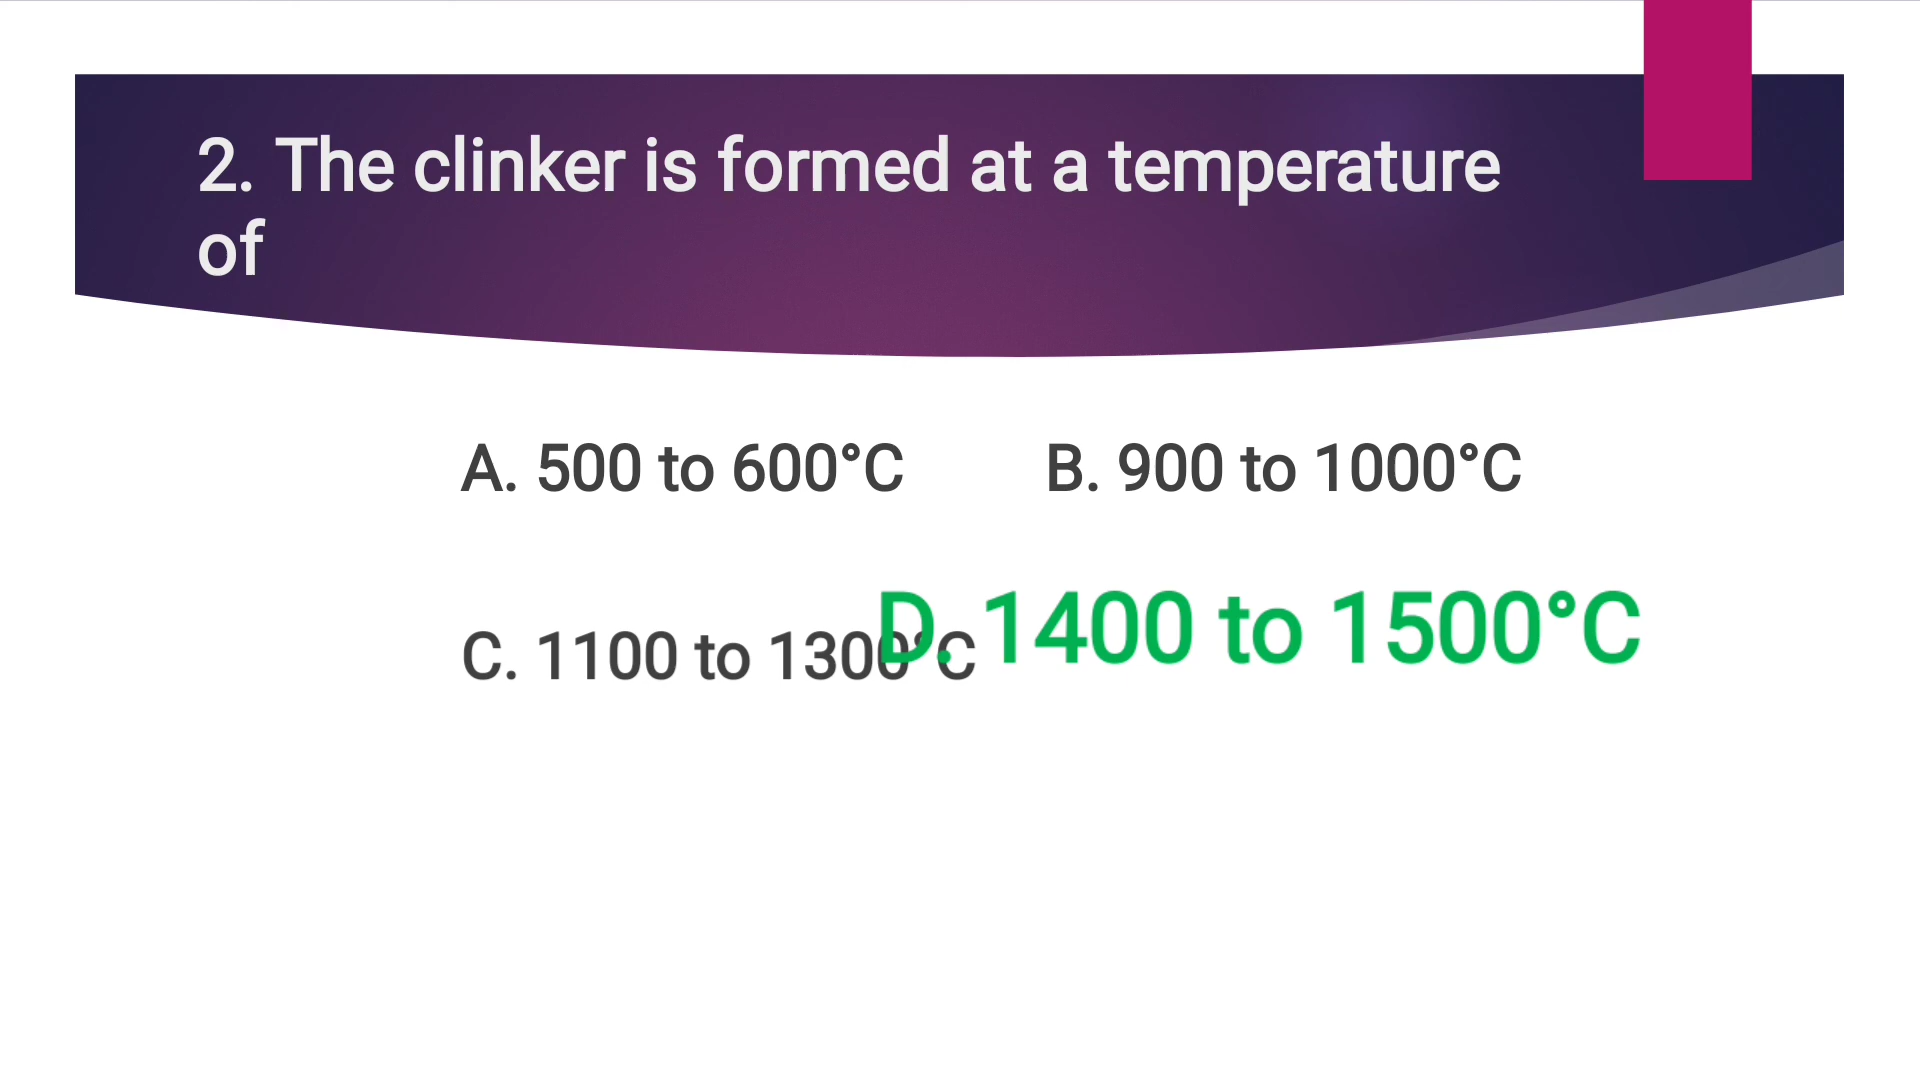 2. The clinker is formed at a temperature
of
A. 500 to 600°C
B. 900 to 1000°C
C. 1100 to 1300°C
D. 1400 to 1500°C